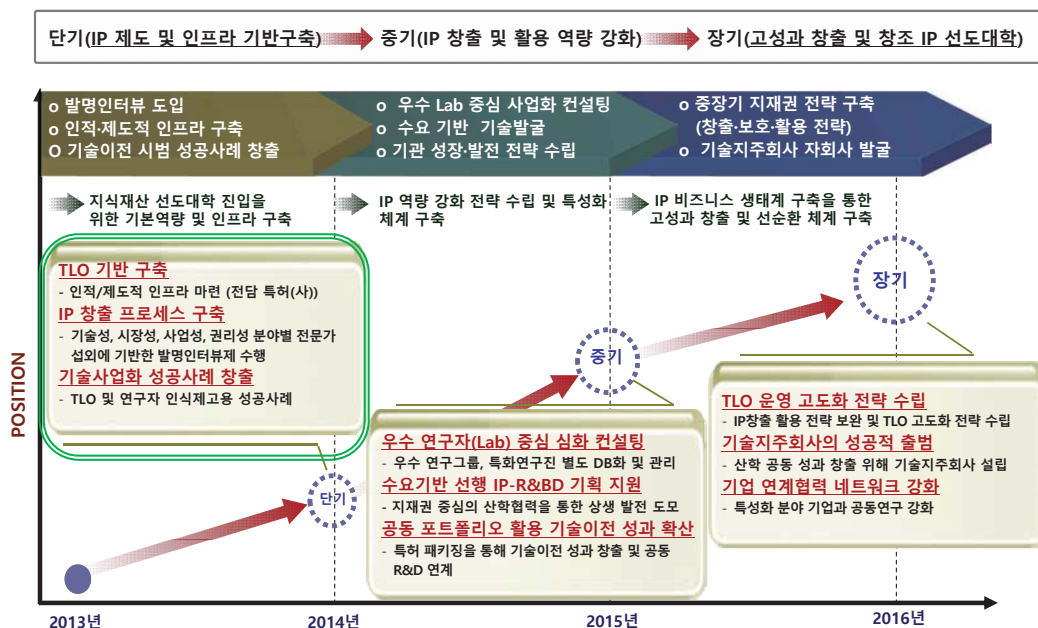 단기(IP 제도 및 인프라 기반구축) 중기(IP 창출 및 활용 역량 강화) 장기(고성과 창출 및 창조 IP 선도대학)
o 발명인터뷰 도입
o 인적·제도적 인프라 구축
O 기술이전 시범 성공사례 창출
o 우수 Lab 중심 사업화 컨설팅
o 수요 기반 기술발굴
o 기관 성장·발전 전략 수립
o 중장기 지재권 전략 구축
(창출·보호·활용 전략)
o 기술지주회사 자회사 발굴
지식재산 선도대학 진입을
위한 기본역량 및 인프라 구축
IP 역량 강화 전략 수립 및 특성화
체계 구축
IP 비즈니스 생태계 구축을 통한
고성과 창출 및 선순환 체계 구축
TLO 기반 구축
- 인적/제도적 인프라 마련 (전담 특허(사))
IP 창출 프로세스 구축
- 기술성, 시장성, 사업성, 권리성 분야별 전문가
섭외에 기반한 발명인터뷰제 수행
기술사업화 성공사례 창출
- TLO 및 연구자 인식제고용 성공사례
단기
우수 연구자(Lab) 중심 심화 컨설팅
- 우수 연구그룹, 특화연구진 별도 DB화 및 관리
수요기반 선행 IP-R&BD 기획 지원
- 지재권 중심의 산학협력을 통한 상생 발전 도모
공동 포트폴리오 활용 기술이전 성과 확산
- 특허 패키징을 통해 기술이전 성과 창출 및 공동
R&D 연계
중기
장기
TLO 운영 고도화 전략 수립
- IP창출 활용 전략 보완 및 TLO 고도화 전략 수립
기술지주회사의 성공적 출범
- 산학 공동 성과 창출 위해 기술지주회사 설립
기업 연계협력 네트워크 강화
- 특성화 분야 기업과 공동연구 강화
POSITION
2013년 2014년 2015년 2016년